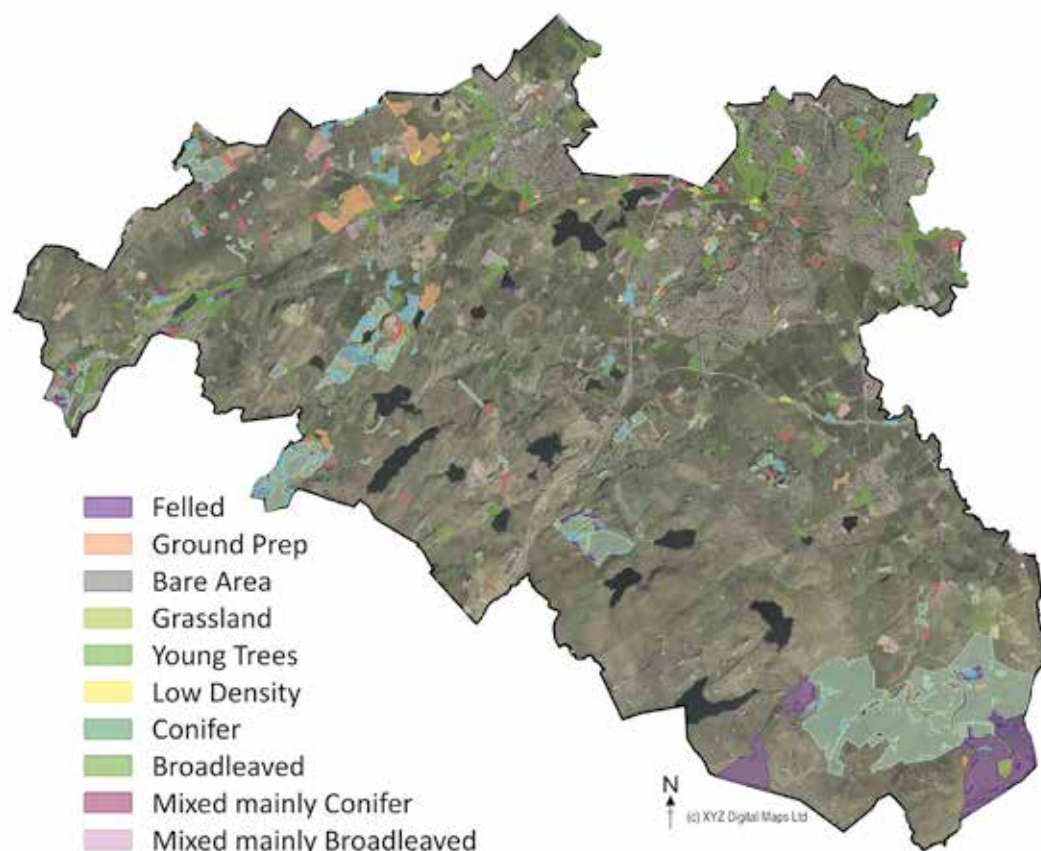 Felled
Ground Prep
Bare Area
Grassland
Young Trees
Low Density
Conifer
Broadleaved
Mixed mainly Conifer
Mixed mainly Broadleaved
N
(c) XYZ Digital Maps Ltd